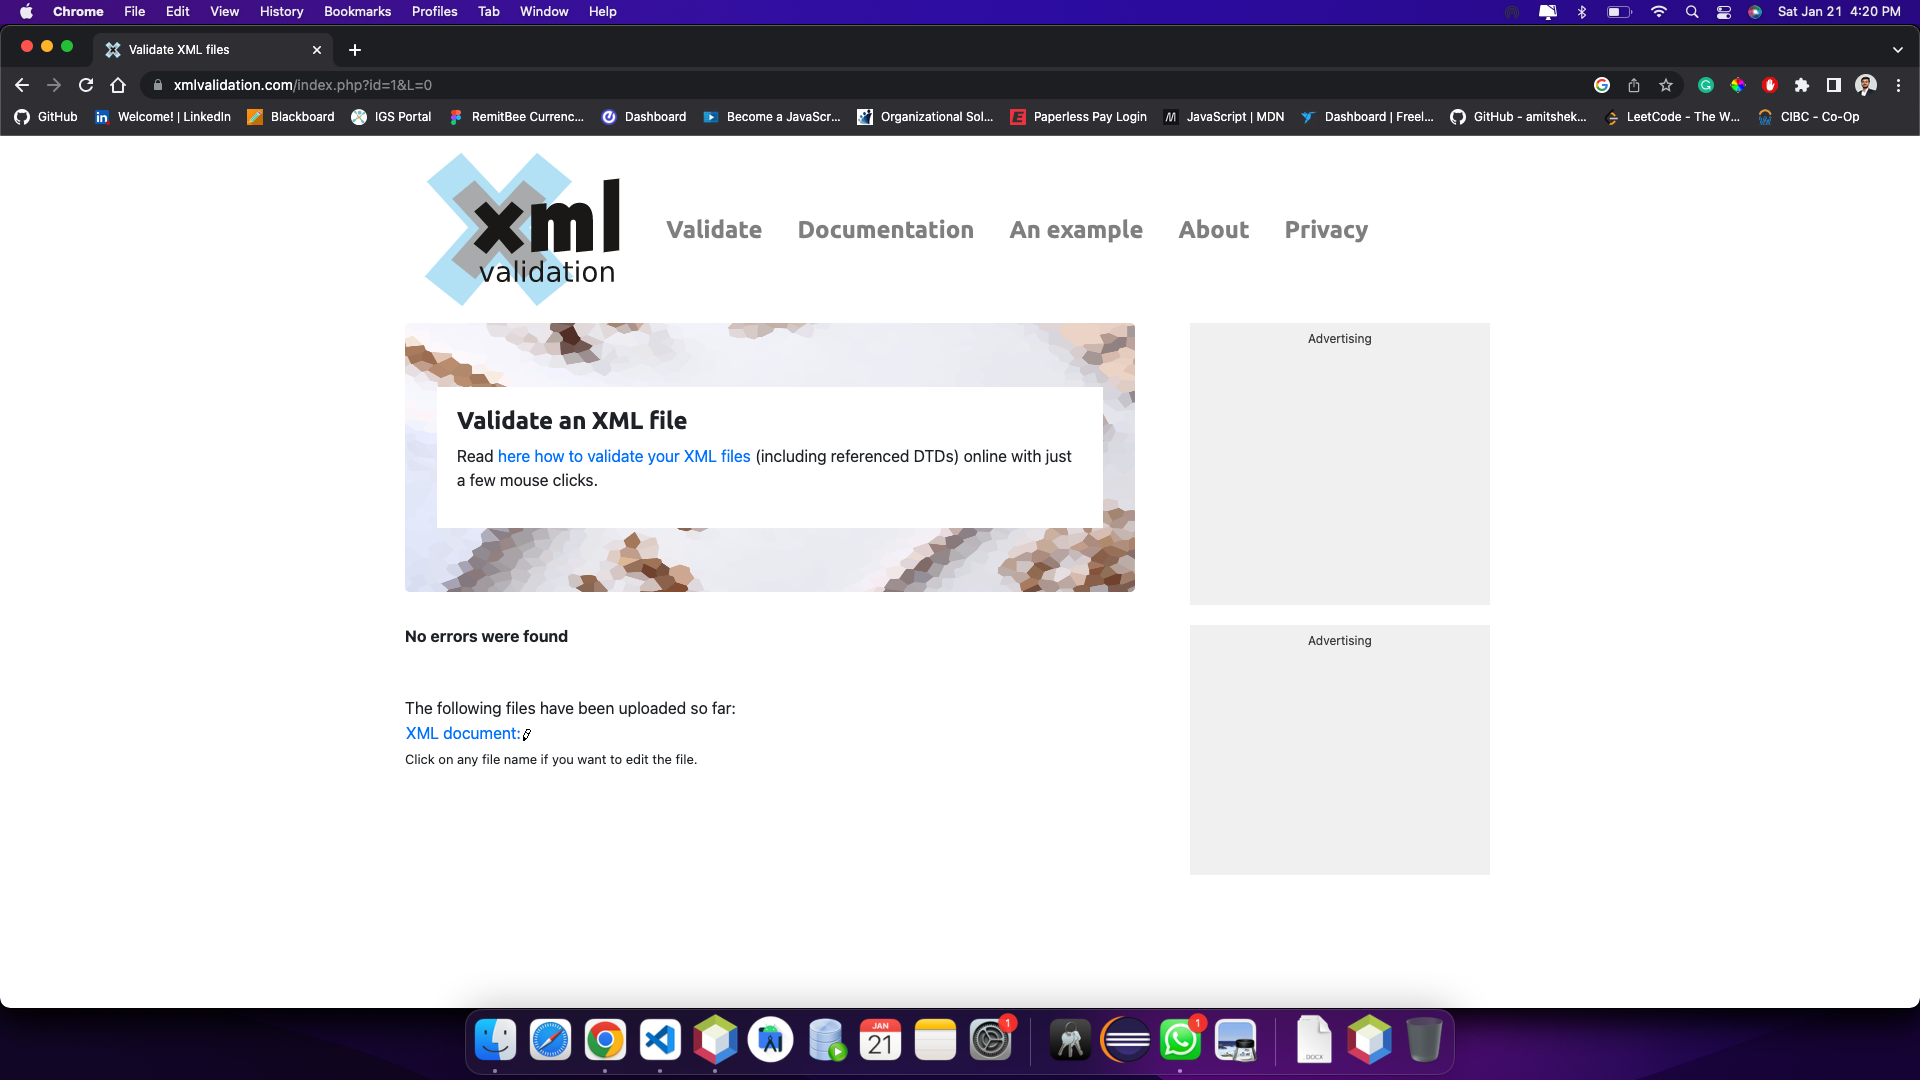 Chrome File Edit View History Bookmarks Profiles Tab Window Help Sat Jan 21 4:20 PM
Validate XML files
xmlvalidation.com/index.php?id=1&L=0
GitHub Welcome! | LinkedIn Blackboard IGS Portal RemitBee Currenc... Dashboard Become a JavaScr... Organizational Sol... Paperless Pay Login JavaScript | MDN Dashboard | Freel... GitHub - amitshek... LeetCode - The W... CIBC - Co-Op
xml
validation
Validate Documentation An example About Privacy
Advertising
Validate an XML file
Read here how to validate your XML files (including referenced DTDs) online with just
a few mouse clicks.
No errors were found
Advertising
The following files have been uploaded so far:
XML document:
Click on any file name if you want to edit the file.
JAN
21
1
1
DOCX